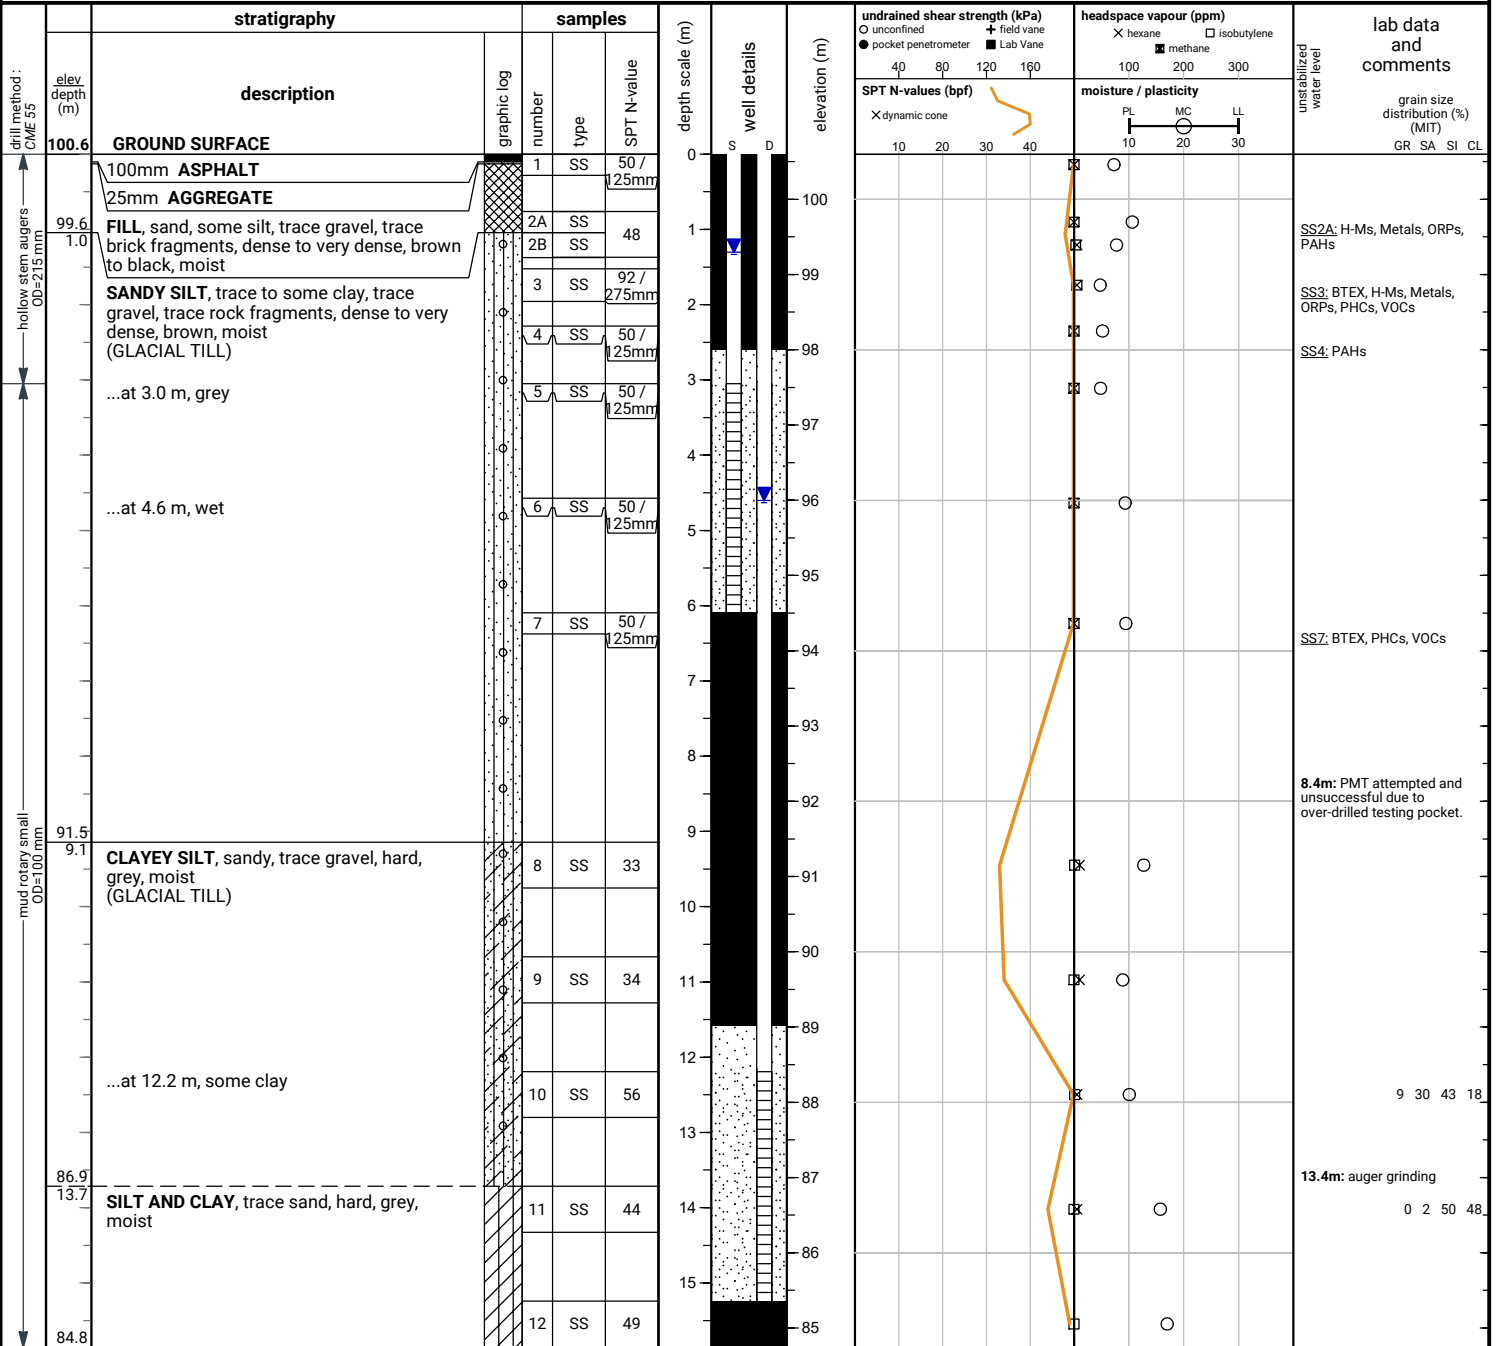 stratigraphy
samples
undrained shear strength (kPa)
unconfined
field vane
pocket penetrometer
Lab Vane
40 80 120 160
SPT N-values (bpf)
dynamic cone
10 20 30 40
headspace vapour (ppm)
hexane
isobutylene
methane
100 200 300
moisture / plasticity
PL MC LL
10 20 30
lab data
and
comments
grain size
distribution (%)
(MIT)
GR SA SI CL
unstabilized
water level
drill method :
CME 55
elev
depth
(m)
description
graphic log
number
type
SPT N-value
depth scale (m)
well details
S D
elevation (m)
100.6 GROUND SURFACE
100mm ASPHALT
25mm AGGREGATE
99.6
1.0
FILL, sand, some silt, trace gravel, trace
brick fragments, dense to very dense, brown
to black, moist
SANDY SILT, trace to some clay, trace
gravel, trace rock fragments, dense to very
dense, brown, moist
(GLACIAL TILL)
...at 3.0 m, grey
...at 4.6 m, wet
91.5
9.1
CLAYEY SILT, sandy, trace gravel, hard,
grey, moist
(GLACIAL TILL)
...at 12.2 m, some clay
86.9
13.7
SILT AND CLAY, trace sand, hard, grey,
moist
84.8
hollow stem augers
OD=215 mm
mud rotary small
OD=100 mm
1 SS 50 /
125mm
2A SS
48
2B SS
3 SS 92 /
275mm
4 SS 50 /
125mm
5 SS 50 /
125mm
6 SS 50 /
125mm
7 SS 50 /
125mm
8 SS 33
9 SS 34
10 SS 56
11 SS 44
12 SS 49
0
1
2
3
4
5
6
7
8
9
10
11
12
13
14
15
100
99
98
97
96
95
94
93
92
91
90
89
88
87
86
85
SS2A: H-Ms, Metals, ORPs,
PAHs
SS3: BTEX, H-Ms, Metals,
ORPs, PHCs, VOCs
SS4: PAHs
SS7: BTEX, PHCs, VOCs
8.4m: PMT attempted and
unsuccessful due to
over-drilled testing pocket.
9 30 43 18
13.4m: auger grinding
0 2 50 48